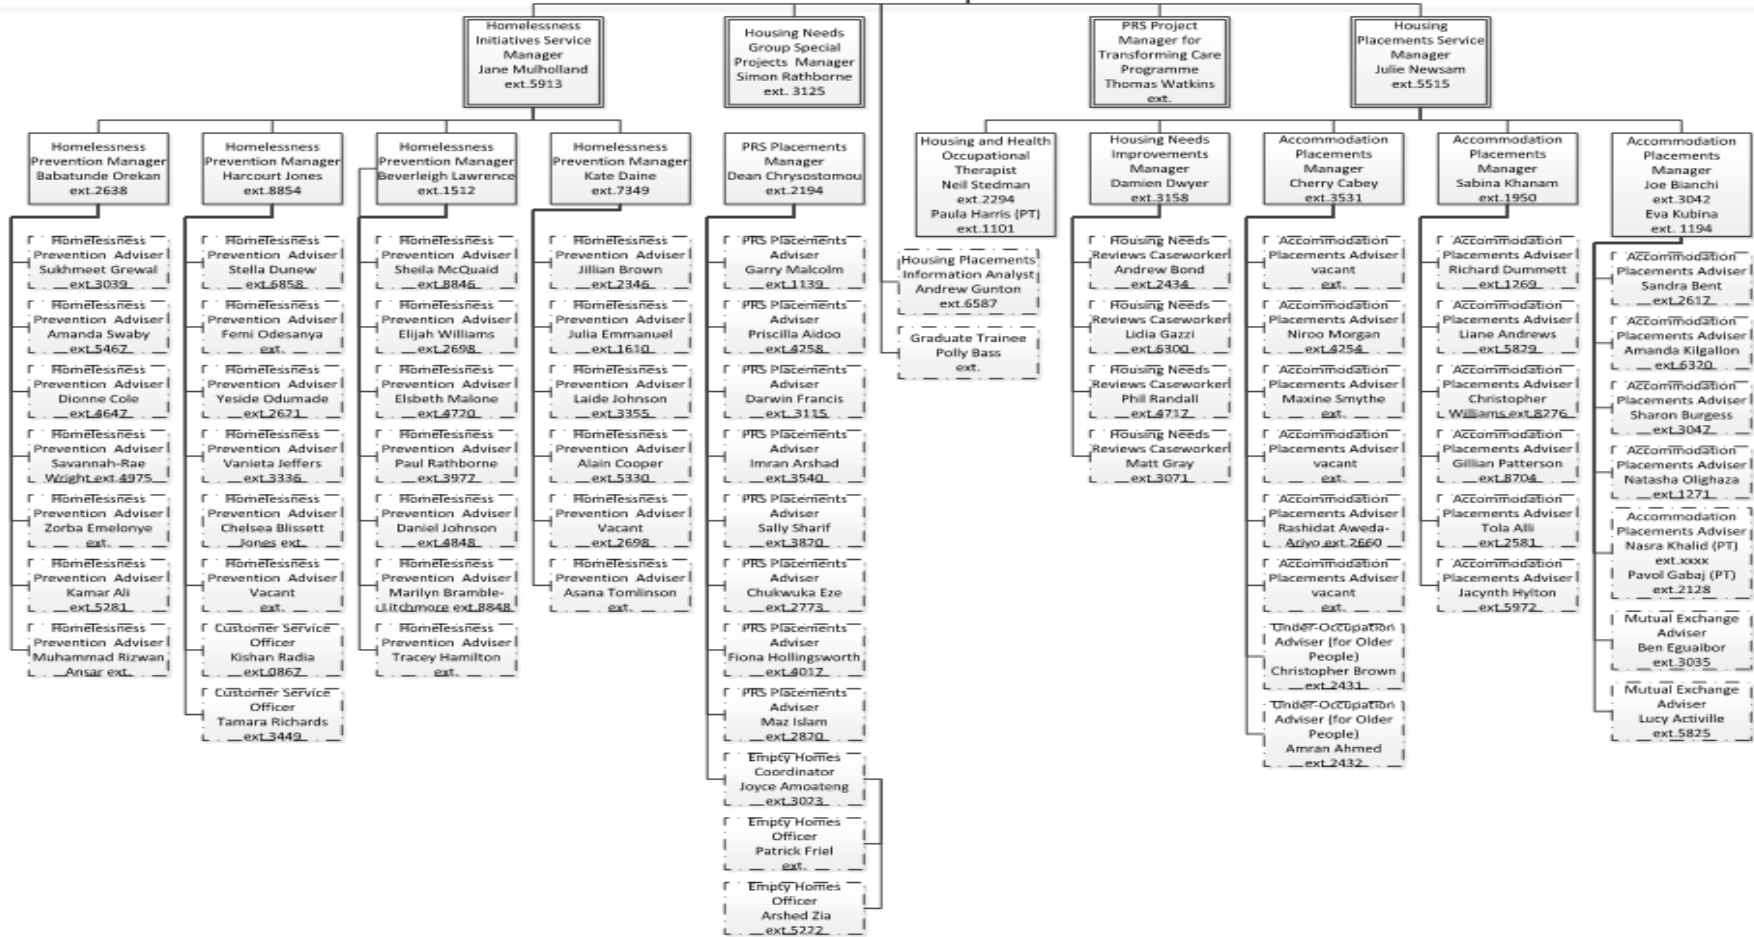 Homelessness
Initiatives Service
Manager
Jane Mulholland
ext.5913
Housing Needs
Group Special
Projects Manager
Simon Rathborne
ext. 3125
PRS Project
Manager for
Transforming Care
Programme
Thomas Watkins
ext.
Housing
Placements Service
Manager
Julie Newsam
ext.5515
Homelessness
Prevention Manager
Babatunde Orekan
ext.2638
Homelessness
Prevention Adviser
Sukhmeet Grewal
ext.3039
Homelessness
Prevention Adviser
Amanda Swaby
ext.5467
Homelessness
Prevention Adviser
Dionne Cole
ext.4647
Homelessness
Prevention Adviser
Savannah-Rae
Wright ext.4975
Homelessness
Prevention Adviser
Zorba Emelonye
ext.
Homelessness
Prevention Adviser
Kamar Ali
ext.5281
Homelessness
Prevention Adviser
Muhammad Rizwan
Ansar ext.
Homelessness
Prevention Manager
Harcourt Jones
ext.8854
Homelessness
Prevention Adviser
Stella Dunew
ext.6858
Homelessness
Prevention Adviser
Femi Odesanya
ext.
Homelessness
Prevention Adviser
Yeside Odumade
ext.2621
Homelessness
Prevention Adviser
Vanieta Jeffers
ext.3336
Homelessness
Prevention Adviser
Chelsea Blissett
Jones ext.
Homelessness
Prevention Adviser
Vacant
ext.
Customer Service
Officer
Kishan Radia
ext.0867
Customer Service
Officer
Tamara Richards
ext.3449
Homelessness
Prevention Manager
Beverleigh Lawrence
ext.1512
Homelessness
Prevention Adviser
Sheila McQuaid
ext.8846
Homelessness
Prevention Adviser
Elijah Williams
ext.2698
Homelessness
Prevention Adviser
Elsbeth Malone
ext.4720
Homelessness
Prevention Adviser
Paul Rathborne
ext.3977
Homelessness
Prevention Adviser
Daniel Johnson
ext.4848
Homelessness
Prevention Adviser
Marilyn Bramble-
Litchmore ext.8848
Homelessness
Prevention Adviser
Tracey Hamilton
ext.
Homelessness
Prevention Manager
Kate Daine
ext.7349
Homelessness
Prevention Adviser
Jillian Brown
ext.2346
Homelessness
Prevention Adviser
Julia Emmanuel
ext.1610
Homelessness
Prevention Adviser
Laide Johnson
ext.3355
Homelessness
Prevention Adviser
Alain Cooper
ext.5330
Homelessness
Prevention Adviser
Vacant
ext.2698
Homelessness
Prevention Adviser
Asana Tomlinson
ext.
PRS Placements
Manager
Dean Chrysostomou
ext.2194
PRS Placements
Adviser
Garry Malcolm
ext.1139
PRS Placements
Adviser
Priscilla Aidoo
ext.4258
PRS Placements
Adviser
Darwin Francis
ext.3115
PRS Placements
Adviser
Imran Arshad
ext.3540
PRS Placements
Adviser
Sally Sharif
ext.3820
PRS Placements
Adviser
Chukwuka Eze
ext.2773
PRS Placements
Adviser
Fiona Hollingsworth
ext.4017
PRS Placements
Adviser
Maz Islam
ext.2820
Empty Homes
Coordinator
Joyce Amoateng
ext.3023
Empty Homes
Officer
Patrick Friel
ext.
Empty Homes
Officer
Arshed Zia
ext.5222
Housing and Health
Occupational
Therapist
Neil Stedman
ext.2294
Paula Harris (PT)
ext.1101
Housing Placements
Information Analyst
Andrew Gunton
ext.6587
Graduate Trainee
Polly Bass
ext.
Housing Needs
Improvements
Manager
Damien Dwyer
ext.3158
Housing Needs
Reviews Caseworker
Andrew Bond
ext.2434
Housing Needs
Reviews Caseworker
Lidia Gazzi
ext.6300
Housing Needs
Reviews Caseworker
Phil Randall
ext.4717
Housing Needs
Reviews Caseworker
Matt Gray
ext.3071
Accommodation
Placements
Manager
Cherry Cabey
ext.3531
Accommodation
Placements Adviser
vacant
ext.
Accommodation
Placements Adviser
Niroo Morgan
ext.4254
Accommodation
Placements Adviser
Maxine Smythe
ext.
Accommodation
Placements Adviser
vacant
ext.
Accommodation
Placements Adviser
Rashidat Aweda-
Ariyo ext.2660
Accommodation
Placements Adviser
vacant
ext.
Under-Occupation
Adviser (for Older
People)
Christopher Brown
ext.2431
Under-Occupation
Adviser (for Older
People)
Amran Ahmed
ext.2432
Accommodation
Placements
Manager
Sabina Khanam
ext.1950
Accommodation
Placements Adviser
Richard Dummett
ext.1269
Accommodation
Placements Adviser
Liane Andrews
ext.5829
Accommodation
Placements Adviser
Christopher
Williams ext.8276
Accommodation
Placements Adviser
Gillian Patterson
ext.8704
Accommodation
Placements Adviser
Tola Alli
ext.2581
Accommodation
Placements Adviser
Jacynth Hylton
ext.5972
Accommodation
Placements
Manager
Joe Bianchi
ext.3042
Eva Kubina
ext. 1194
Accommodation
Placements Adviser
Sandra Bent
ext.2617
Accommodation
Placements Adviser
Amanda Kilgallon
ext.6320
Accommodation
Placements Adviser
Sharon Burgess
ext.3047
Accommodation
Placements Adviser
Natasha Olighaza
ext.1271
Accommodation
Placements Adviser
Nasra Khalid (PT)
ext.xxxx
Pavol Gabaj (PT)
ext.2128
Mutual Exchange
Adviser
Ben Eguaibor
ext.3035
Mutual Exchange
Adviser
Lucy Activille
ext.5825